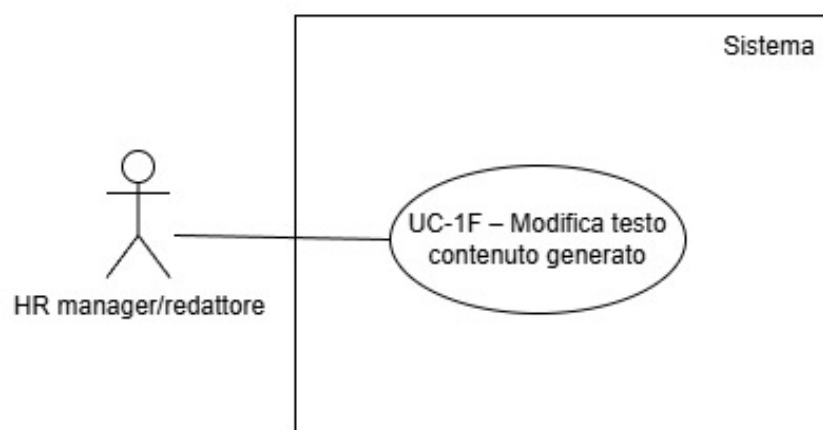 Sistema
UC-1F – Modifica testo
contenuto generato
HR manager/redattore